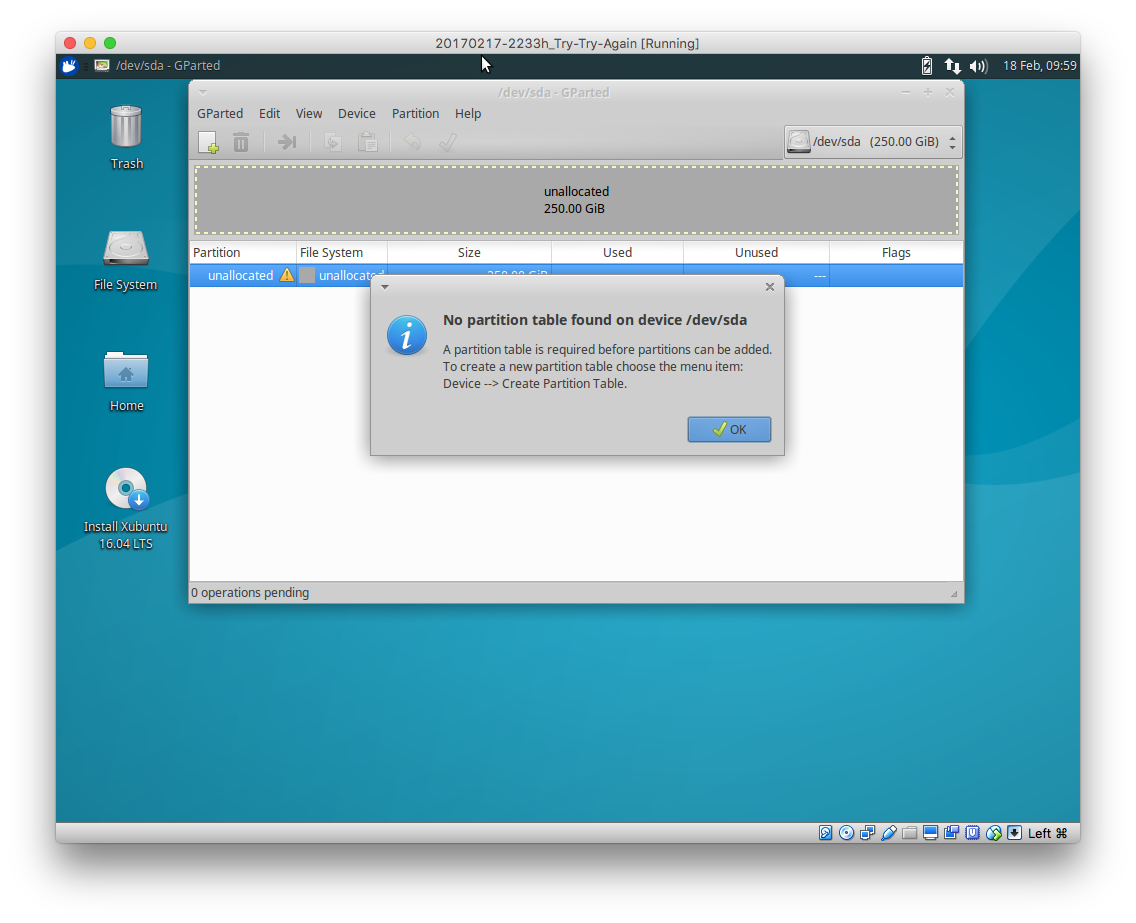 20170217-2233h_Try-Try-Again [Running]
/dev/sda - GParted
18 Feb, 09:59
/dev/sda - GParted
GParted Edit View Device Partition Help
/dev/sda (250.00 GiB)
unallocated
250.00 GiB
Partition File System Size Used Unused Flags
unallocated unallocated 250.00 GiB ---
No partition table found on device /dev/sda
A partition table is required before partitions can be added.
To create a new partition table choose the menu item:
Device --> Create Partition Table.
OK
0 operations pending
Trash
File System
Home
Install Xubuntu
16.04 LTS
Left ⌘